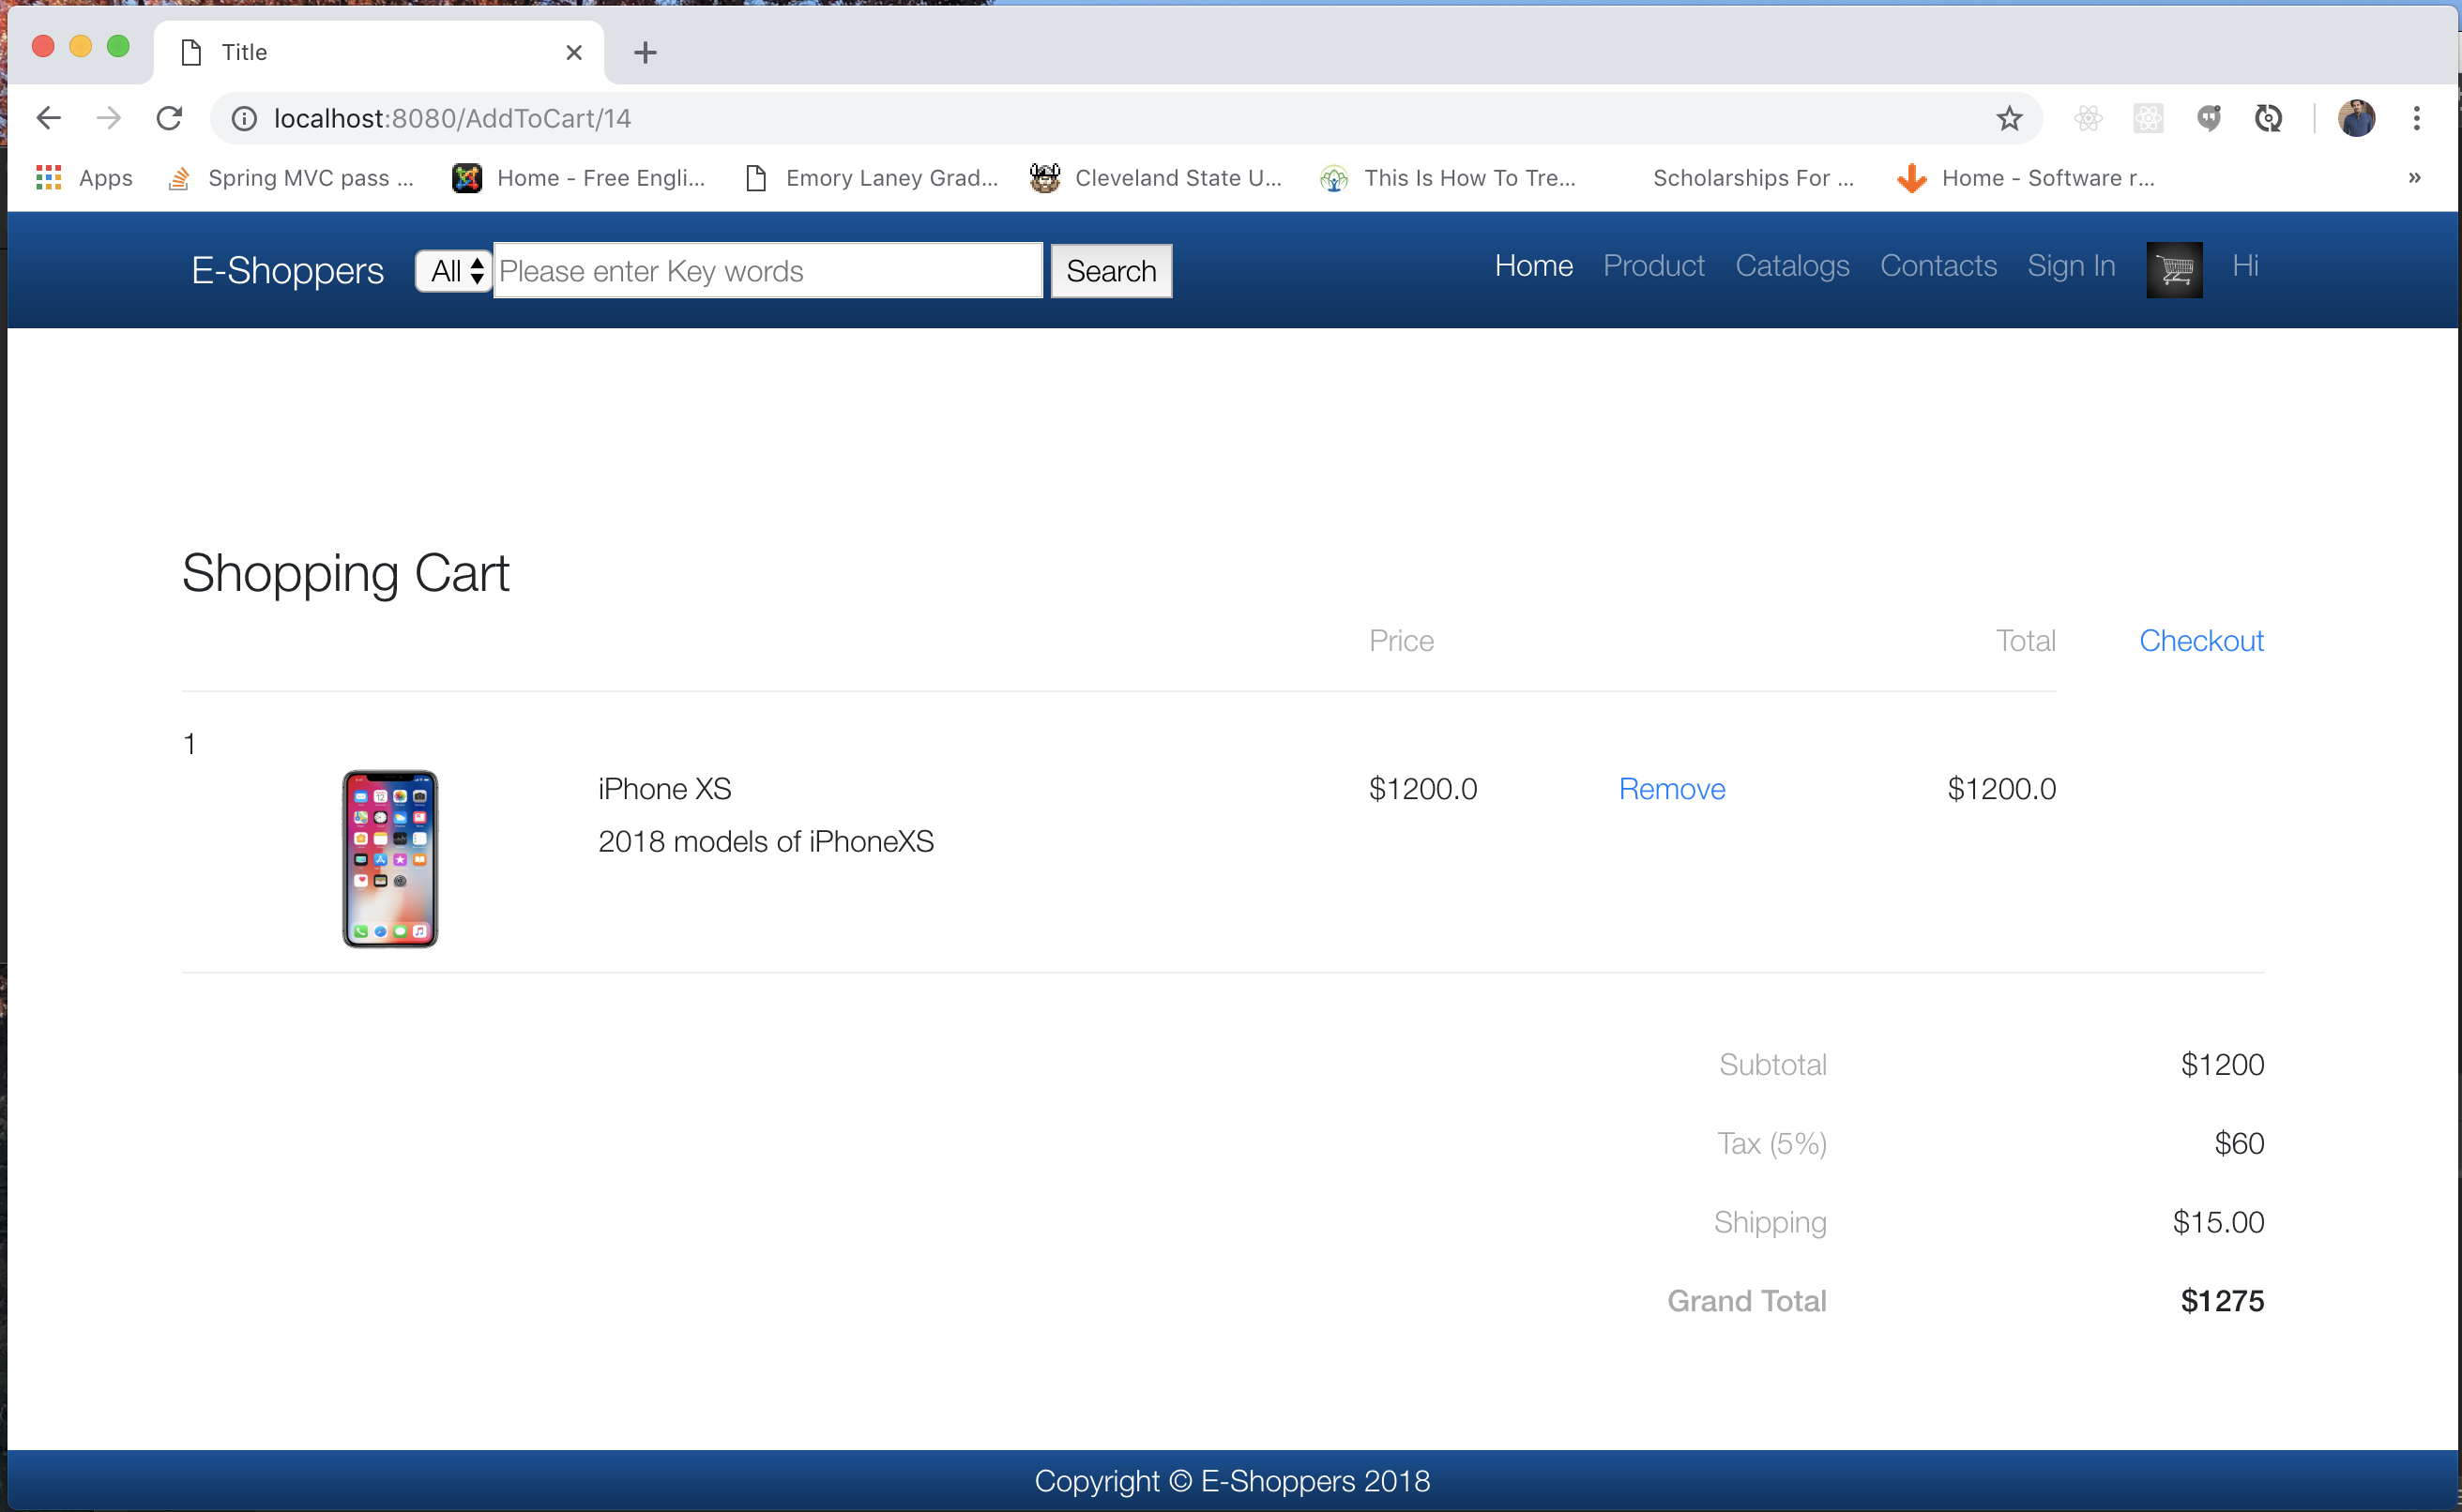 Title
localhost:8080/AddToCart/14
Apps Spring MVC pass ... Home - Free Engli... Emory Laney Grad... Cleveland State U... This Is How To Tre... Scholarships For ... Home - Software r... »
E-Shoppers All Please enter Key words Search Home Product Catalogs Contacts Sign In Hi
Shopping Cart
Price Total Checkout
1
iPhone XS $1200.0 Remove $1200.0
2018 models of iPhoneXS
Subtotal $1200
Tax (5%) $60
Shipping $15.00
Grand Total $1275
Copyright © E-Shoppers 2018